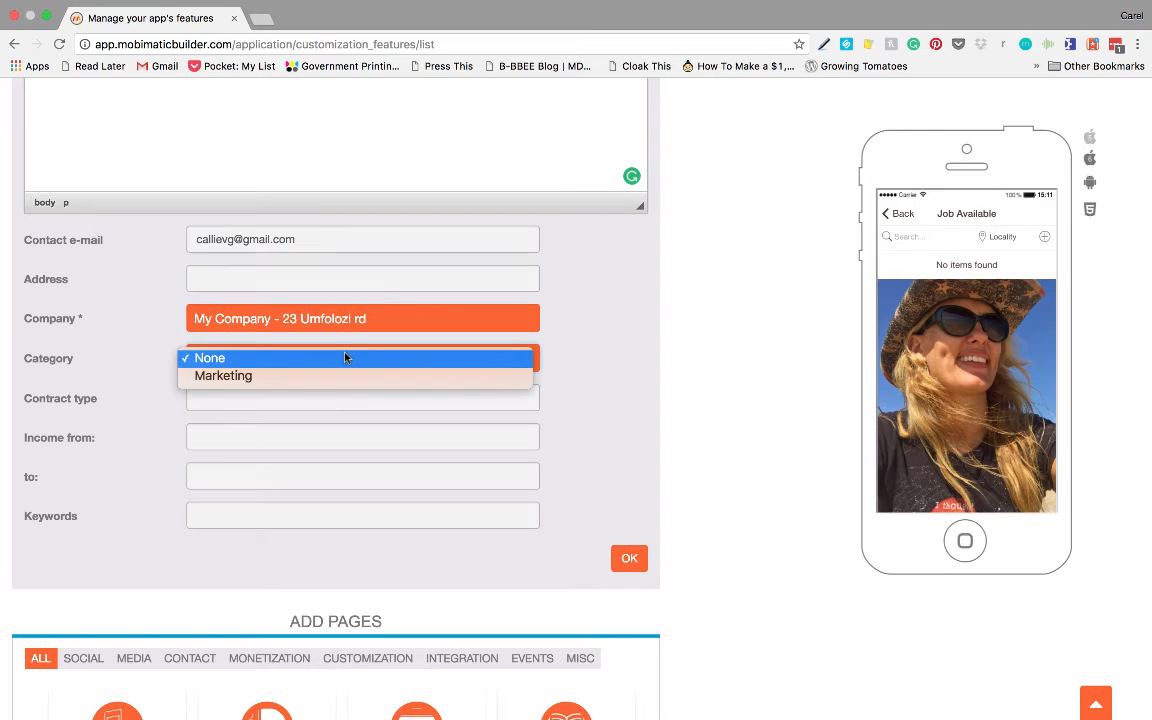 Manage your app's features
Carel
app.mobimaticbuilder.com/application/customization_features/list
Apps Read Later Gmail Pocket: My List Government Printin... Press This B-BBEE Blog | MD... Cloak This How To Make a $1,... Growing Tomatoes » Other Bookmarks
body p
Contact e-mail callievg@gmail.com
Address
Company * My Company - 23 Umfolozi rd
Category ✓ None
Marketing
Contract type
Income from:
to:
Keywords
OK
ADD PAGES
ALL SOCIAL MEDIA CONTACT MONETIZATION CUSTOMIZATION INTEGRATION EVENTS MISC
Carrier 100% 15:11
Back Job Available
Search... Locality
No items found
I thou